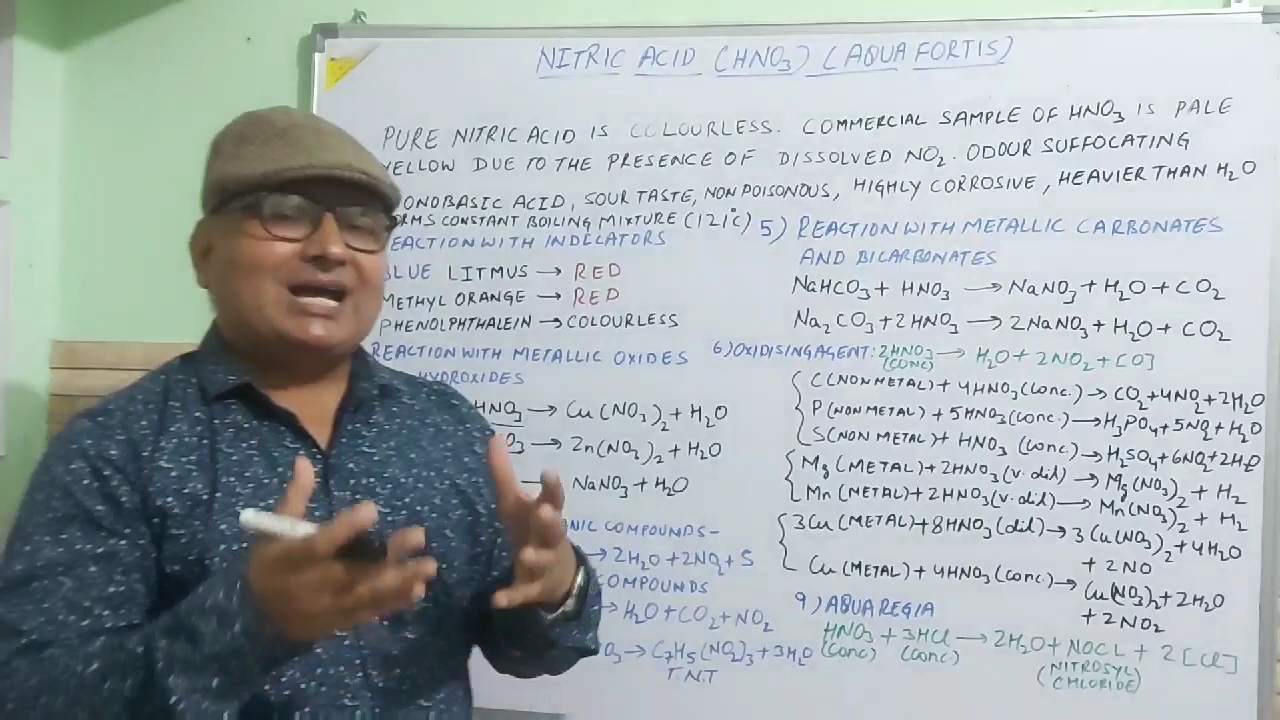 NITRIC ACID (HNO3) (AQUA FORTIS)
PURE NITRIC ACID IS COLOURLESS. COMMERCIAL SAMPLE OF HNO3 IS PALE
YELLOW DUE TO THE PRESENCE OF DISSOLVED NO2. ODOUR SUFFOCATING
ONOBASIC ACID, SOUR TASTE, NON POISONOUS, HIGHLY CORROSIVE, HEAVIER THAN H2O
ORMS CONSTANT BOILING MIXTURE (121°C)
REACTION WITH INDICATORS
BLUE LITMUS → RED
METHYL ORANGE → RED
PHENOLPHTHALEIN → COLOURLESS
REACTION WITH METALLIC OXIDES
HYDROXIDES
HNO3 → Cu(NO3)2 + H2O
O3 → Zn(NO3)2 + H2O
→ NaNO3 + H2O
ANIC COMPOUNDS-
→ 2H2O + 2NO2 + S
COMPOUNDS
→ H2O + CO2 + NO2
NO3 → C7H5(NO2)3 + 3H2O
T.N.T
5) REACTION WITH METALLIC CARBONATES
AND BICARBONATES
NaHCO3 + HNO3 → NaNO3 + H2O + CO2
Na2CO3 + 2HNO3 → 2NaNO3 + H2O + CO2
6) OXIDISING AGENT: 2HNO3 → H2O + 2NO2 + [O]
(CONC)
C (NON METAL) + 4HNO3 (conc.) → CO2 + 4NO2 + 2H2O
P (NON METAL) + 5HNO3 (conc.) → H3PO4 + 5NO2 + H2O
S (NON METAL) + HNO3 (conc.) → H2SO4 + 6NO2 + 2H2O
Mg (METAL) + 2HNO3 (v. dil) → Mg(NO3)2 + H2
Mn (METAL) + 2HNO3 (v. dil) → Mn(NO3)2 + H2
3Cu (METAL) + 8HNO3 (dil) → 3Cu(NO3)2 + 4H2O
+ 2NO
Cu (METAL) + 4HNO3 (conc.) → Cu(NO3)2 + 2H2O
+ 2NO2
9) AQUA REGIA
HNO3 + 3HCl → 2H2O + NOCL + 2[Cl]
(conc) (conc) (NITROSYL
CHLORIDE)